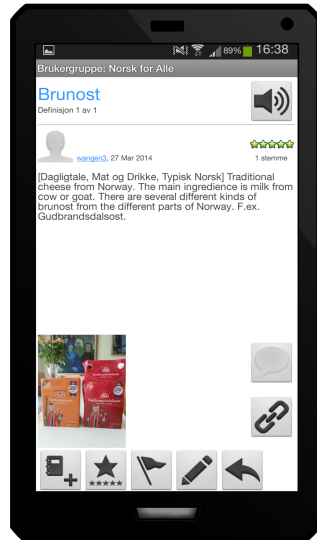 89% 16:38
Brukergruppe: Norsk for Alle
Brunost
Definisjon 1 av 1
wangen3, 27 Mar 2014
1 stemme
[Dagligtale, Mat og Drikke, Typisk Norsk] Traditional
cheese from Norway. The main ingredience is milk from
cow or goat. There are several different kinds of
brunost from the different parts of Norway. F.ex.
Gudbrandsdalsost.